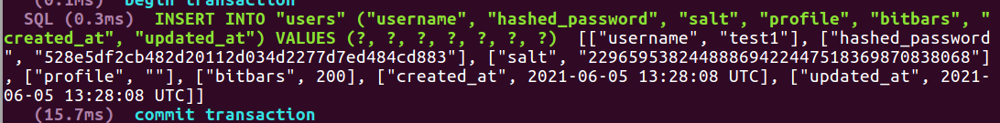 (0.1ms)  begin transaction
SQL (0.3ms)  INSERT INTO "users" ("username", "hashed_password", "salt", "profile", "bitbars", "
created_at", "updated_at") VALUES (?, ?, ?, ?, ?, ?, ?)  [["username", "test1"], ["hashed_password
", "528e5df2cb482d20112d034d2277d7ed484cd883"], ["salt", "229659538244888694224475183698708380​68"]
, ["profile", ""], ["bitbars", 200], ["created_at", 2021-06-05 13:28:08 UTC], ["updated_at", 2021-
06-05 13:28:08 UTC]]
(15.7ms)  commit transaction